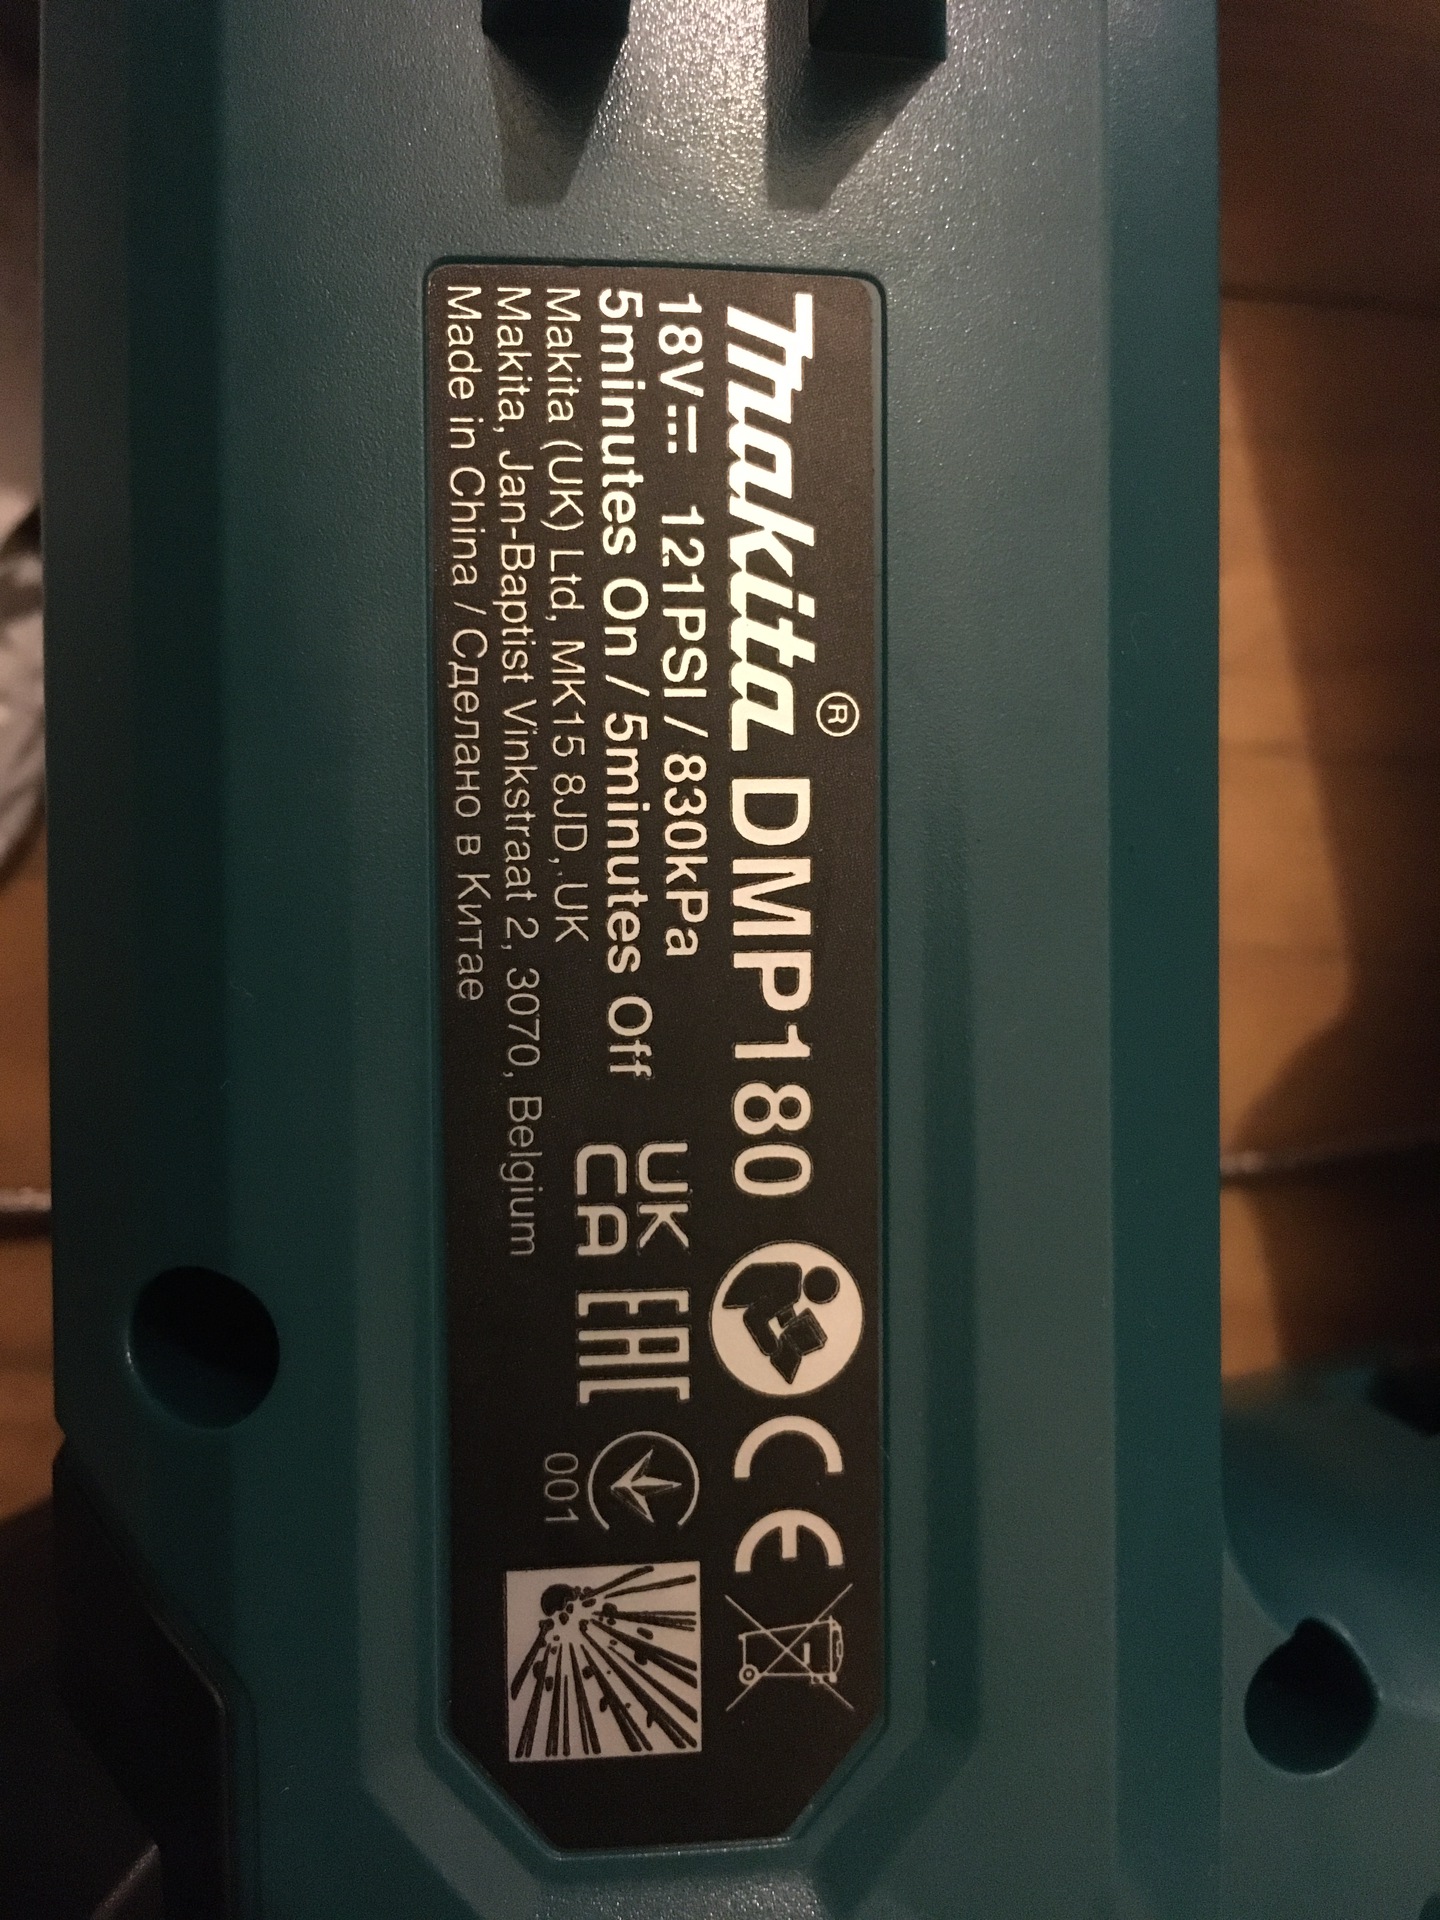 Makita® DMP180 CE
18V 121PSI / 830kPa
5minutes On / 5minutes Off
UK
CA
EAC
Makita (UK) Ltd, MK15 8JD, UK
001
Makita, Jan-Baptist Vinkstraat 2, 3070, Belgium
Made in China / Сделано в Китае